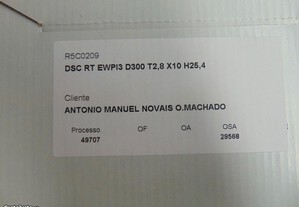 R5C0209
DSC RT EWPI3 D300 T2,8 X10 H25,4
Cliente
ANTONIO MANUEL NOVAIS O.MACHADO
Processo OF OA OSA
49707 29568